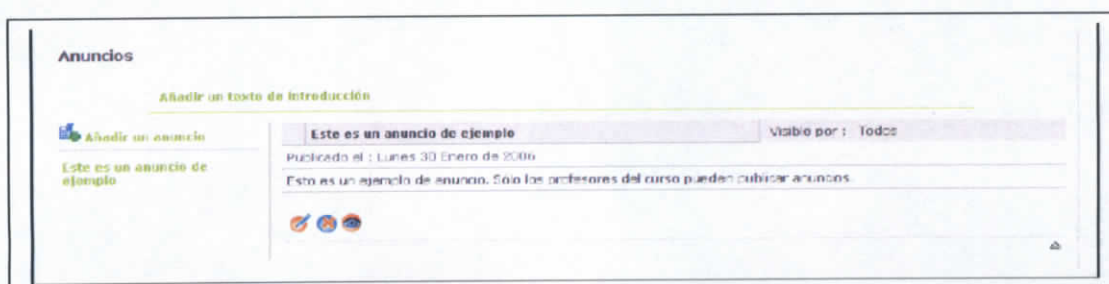 Anuncios
Añadir un texto de introducción
Añadir un anuncio
Este es un anuncio de
ejemplo
Este es un anuncio de ejemplo
Visible por : Todos
Publicado el : Lunes 30 Enero de 2006
Esto es un ejemplo de anuncio. Sólo los profesores del curso pueden publicar anuncios.